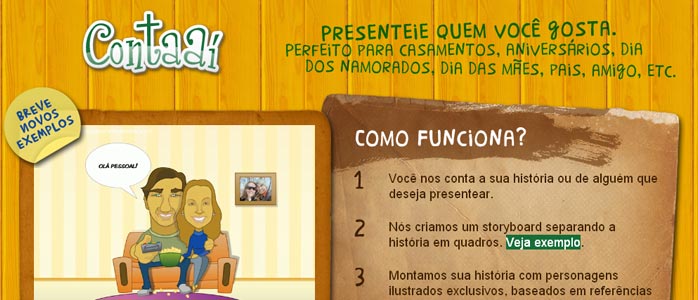 Contaaí
PRESENTEIE QUEM VOCÊ GOSTA.
PERFEITO PARA CASAMENTOS, ANIVERSÁRIOS, DIA
DOS NAMORADOS, DIA DAS MÃES, PAIS, AMIGO, ETC.
BREVE
NOVOS
EXEMPLOS
OLÁ PESSOAL!
COMO FUNCIONA?
1 Você nos conta a sua história ou de alguém que
deseja presentear.
2 Nós criamos um storyboard separando a
história em quadros. Veja exemplo.
3 Montamos sua história com personagens
ilustrados exclusivos, baseados em referências